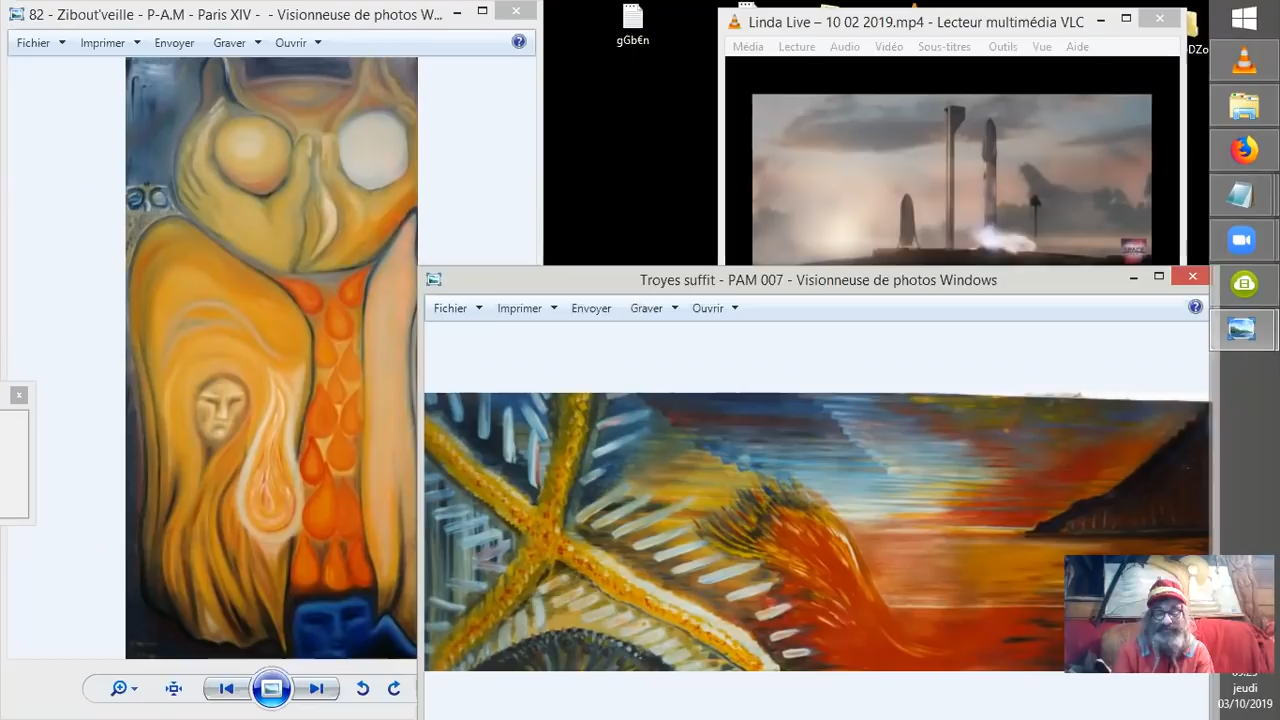 82 - Zibout'veille - P-A.M - Paris XIV - - Visionneuse de photos W...
Fichier Imprimer Envoyer Graver Ouvrir
gGb€n
Linda Live – 10 02 2019.mp4 - Lecteur multimédia VLC
Média Lecture Audio Vidéo Sous-titres Outils Vue Aide
SPACE
Troyes suffit - PAM 007 - Visionneuse de photos Windows
Fichier Imprimer Envoyer Graver Ouvrir
jeudi
03/10/2019